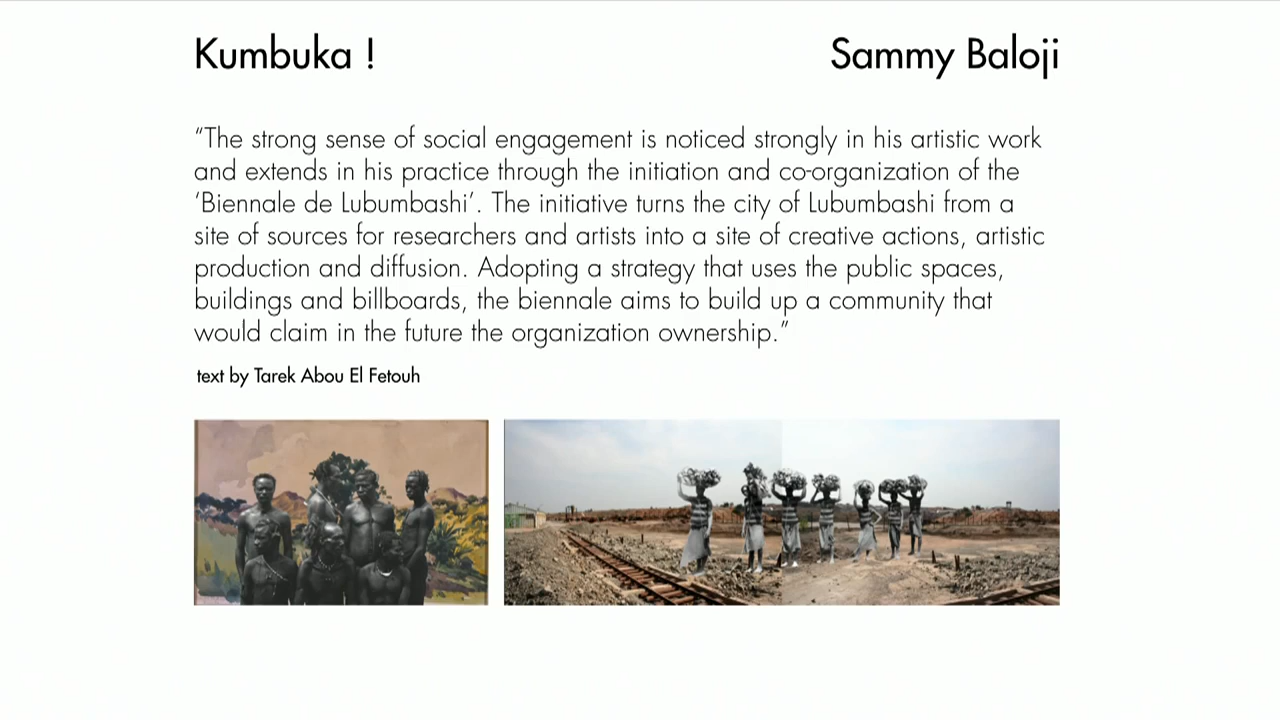 Kumbuka !
Sammy Baloji
“The strong sense of social engagement is noticed strongly in his artistic work
and extends in his practice through the initiation and co-organization of the
‘Biennale de Lubumbashi’. The initiative turns the city of Lubumbashi from a
site of sources for researchers and artists into a site of creative actions, artistic
production and diffusion. Adopting a strategy that uses the public spaces,
buildings and billboards, the biennale aims to build up a community that
would claim in the future the organization ownership.”
text by Tarek Abou El Fetouh